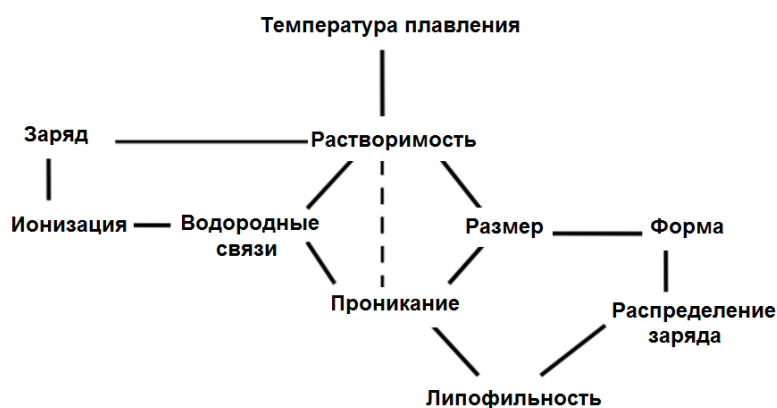 Температура плавления
Заряд
Растворимость
Ионизация
Водородные
связи
Размер
Форма
Проникание
Распределение
заряда
Липофильность